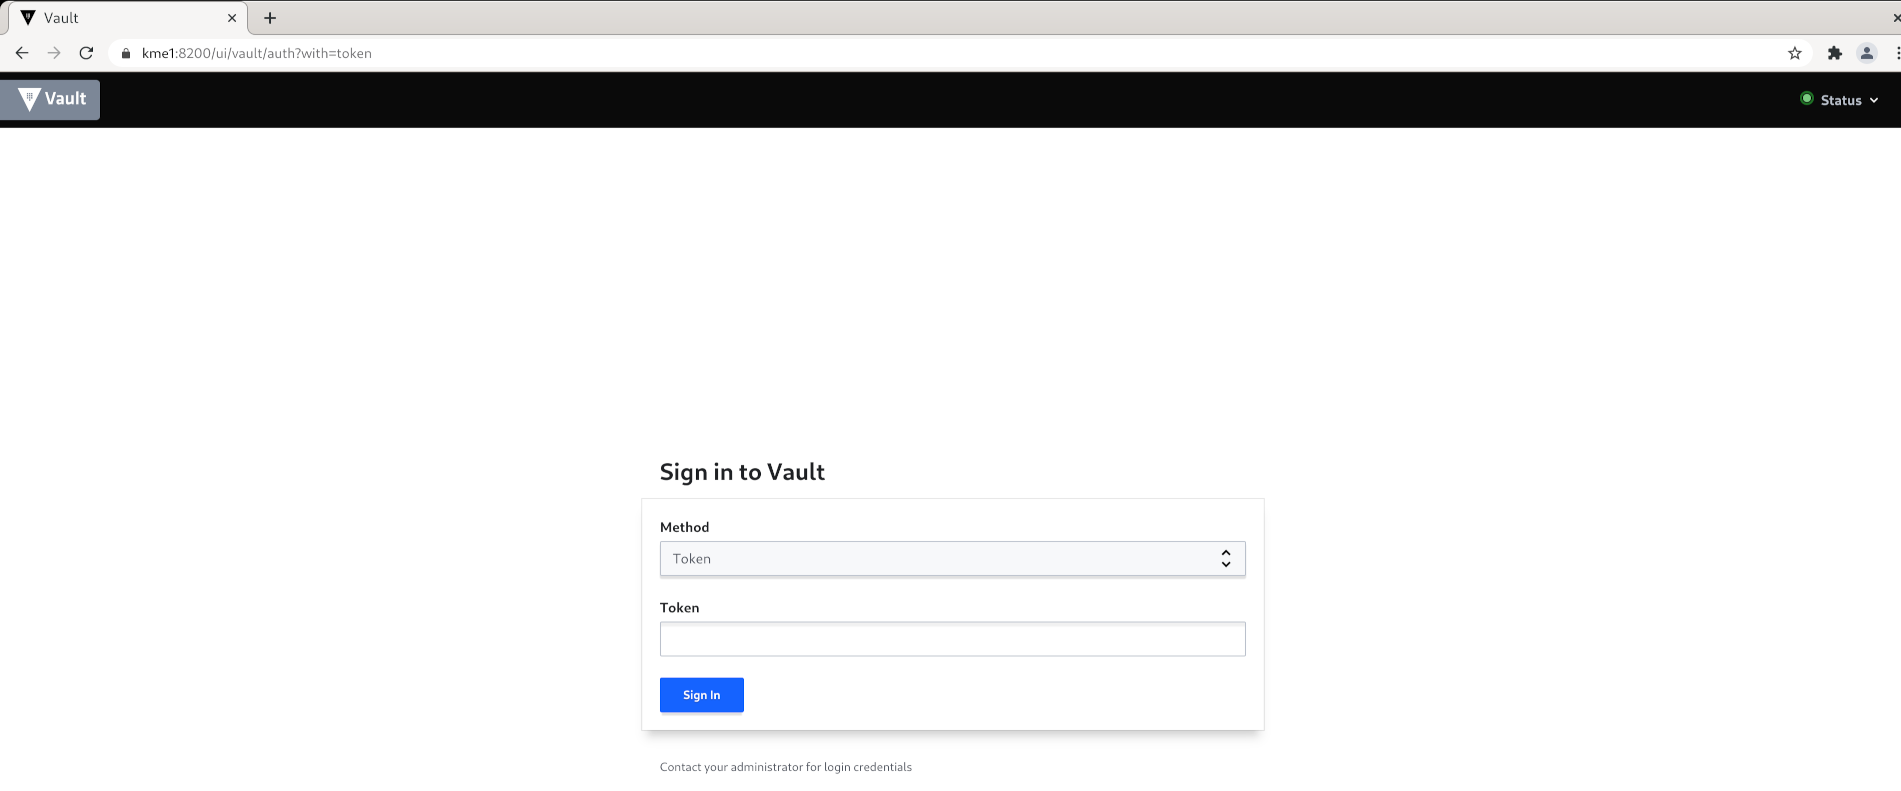 Vault
kme1:8200/ui/vault/auth?with=token
Vault
Status
Sign in to Vault
Method
Token
Token
Sign In
Contact your administrator for login credentials